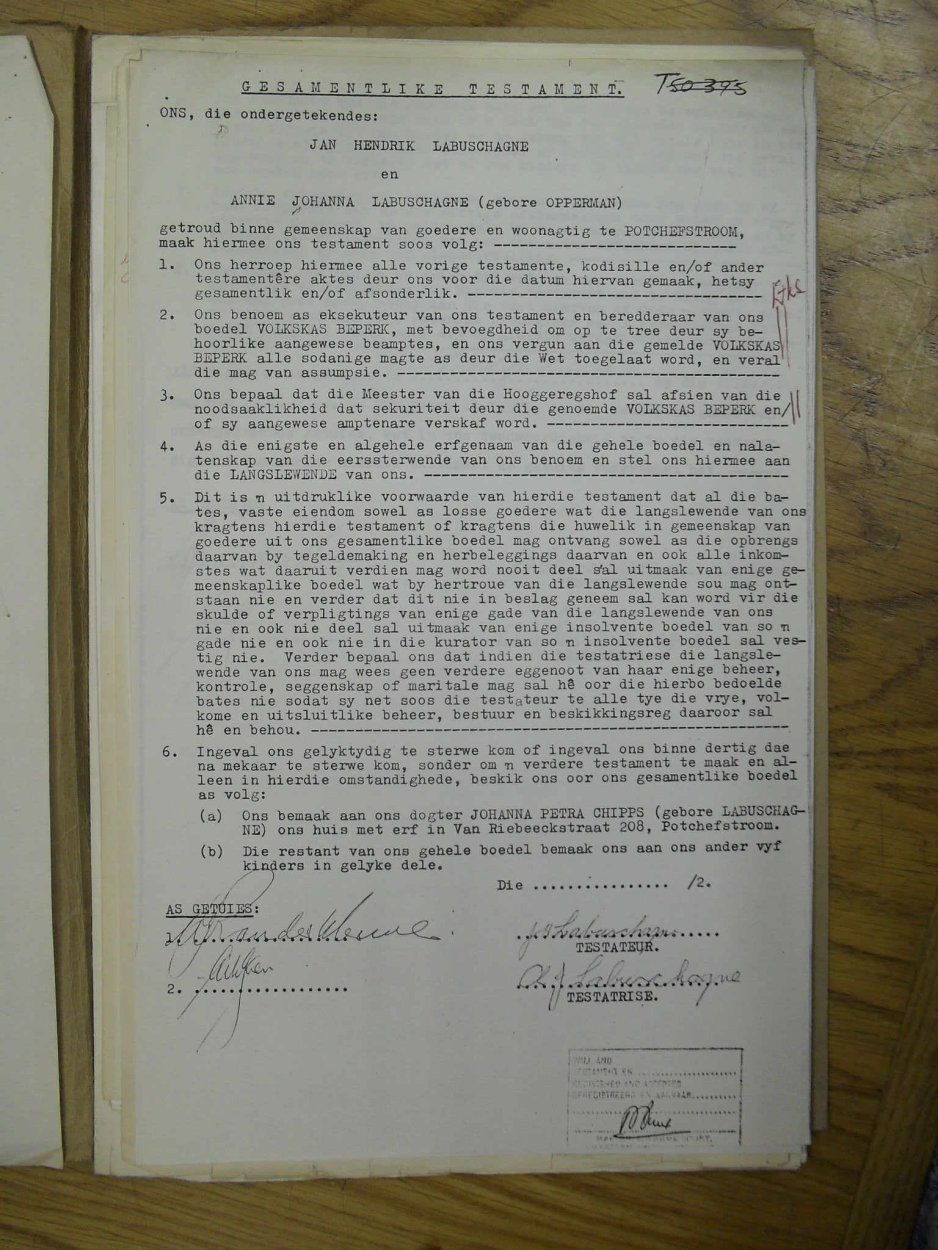 GESAMENTLIKE TESTAMENT. T50 395
ONS, die ondergetekendes:
JAN HENDRIK LABUSCHAGNE
en
ANNIE JOHANNA LABUSCHAGNE (gebore OPPERMAN)
getroud binne gemeenskap van goedere en woonagtig te POTCHEFSTROOM,
maak hiermee ons testament soos volg: ----------------------------
1. Ons herroep hiermee alle vorige testamente, kodisille en/of ander
testamentêre aktes deur ons voor die datum hiervan gemaak, hetsy
gesamentlik en/of afsonderlik. ----------------------------------
2. Ons benoem as eksekuteur van ons testament en beredderaar van ons
boedel VOLKSKAS BEPERK, met bevoegdheid om op te tree deur sy be-
hoorlike aangewese beamptes, en ons vergun aan die gemelde VOLKSKAS
BEPERK alle sodanige magte as deur die Wet toegelaat word, en veral
die mag van assumpsie. --------------------------------------------
3. Ons bepaal dat die Meester van die Hooggeregshof sal afsien van die
noodsaaklikheid dat sekuriteit deur die genoemde VOLKSKAS BEPERK en/
of sy aangewese amptenare verskaf word. ----------------------------
4. As die enigste en algehele erfgenaam van die gehele boedel en nala-
tenskap van die eerssterwende van ons benoem en stel ons hiermee aan
die LANGSLEWENDE van ons. ------------------------------------------
5. Dit is 'n uitdruklike voorwaarde van hierdie testament dat al die ba-
tes, vaste eiendom sowel as losse goedere wat die langslewende van ons
kragtens hierdie testament of kragtens die huwelik in gemeenskap van
goedere uit ons gesamentlike boedel mag ontvang sowel as die opbrengs
daarvan by tegeldemaking en herbeleggings daarvan en ook alle inkom-
stes wat daaruit verdien mag word nooit deel sal uitmaak van enige ge-
meenskaplike boedel wat by hertroue van die langslewende sou mag ont-
staan nie en verder dat dit nie in beslag geneem sal kan word vir die
skulde of verpligtings van enige gade van die langslewende van ons
nie en ook nie deel sal uitmaak van enige insolvente boedel van so 'n
gade nie en ook nie in die kurator van so 'n insolvente boedel sal ves-
tig nie. Verder bepaal ons dat indien die testatriese die langsle-
wende van ons mag wees geen verdere eggenoot van haar enige beheer,
kontrole, seggenskap of maritale mag sal hê oor die hierbo bedoelde
bates nie sodat sy net soos die testateur te alle tye die vrye, vol-
kome en uitsluitlike beheer, bestuur en beskikkingsreg daaroor sal
hê en behou. -------------------------------------------------------
6. Ingeval ons gelyktydig te sterwe kom of ingeval ons binne dertig dae
na mekaar te sterwe kom, sonder om 'n verdere testament te maak en al-
leen in hierdie omstandighede, beskik ons oor ons gesamentlike boedel
as volg:
(a) Ons bemaak aan ons dogter JOHANNA PETRA CHIPPS (gebore LABUSCHAG-
NE) ons huis met erf in Van Riebeeckstraat 208, Potchefstroom.
(b) Die restant van ons gehele boedel bemaak ons aan ons ander vyf
kinders in gelyke dele.
Die ................ /2.
AS GETUIES:
J H Labuschagne
TESTATEUR.
A J Labuschagne
2. ..................
TESTATRISE.
REGISTERED AND ACCEPTED
GEREGISTREER EN AANVAAR